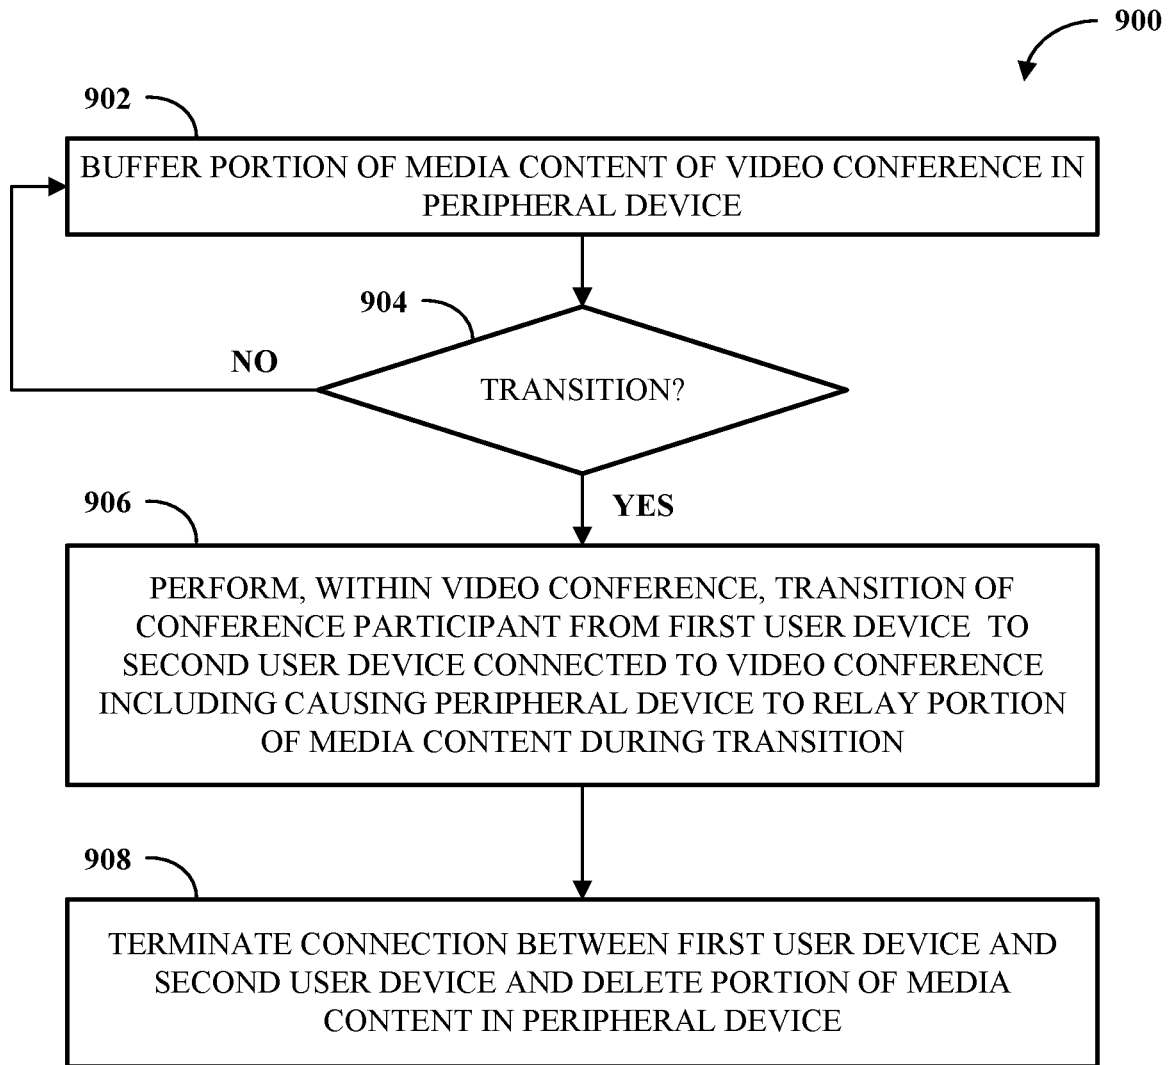 900
902
BUFFER PORTION OF MEDIA CONTENT OF VIDEO CONFERENCE IN
PERIPHERAL DEVICE
904
NO
TRANSITION?
906
YES
PERFORM, WITHIN VIDEO CONFERENCE, TRANSITION OF
CONFERENCE PARTICIPANT FROM FIRST USER DEVICE TO
SECOND USER DEVICE CONNECTED TO VIDEO CONFERENCE
INCLUDING CAUSING PERIPHERAL DEVICE TO RELAY PORTION
OF MEDIA CONTENT DURING TRANSITION
908
TERMINATE CONNECTION BETWEEN FIRST USER DEVICE AND
SECOND USER DEVICE AND DELETE PORTION OF MEDIA
CONTENT IN PERIPHERAL DEVICE